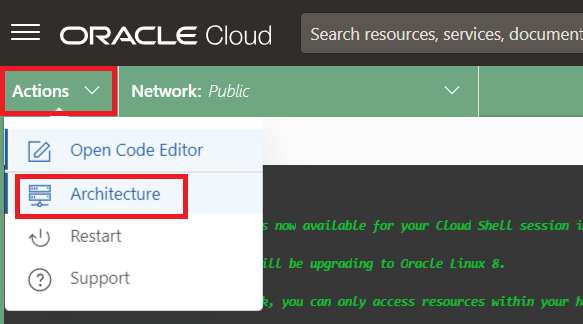 ORACLE Cloud
Search resources, services, document
Actions
Network: Public
Open Code Editor
Architecture
Restart
Support
s now available for your Cloud Shell session i
ill be upgrading to Oracle Linux 8.
, you can only access resources within your h